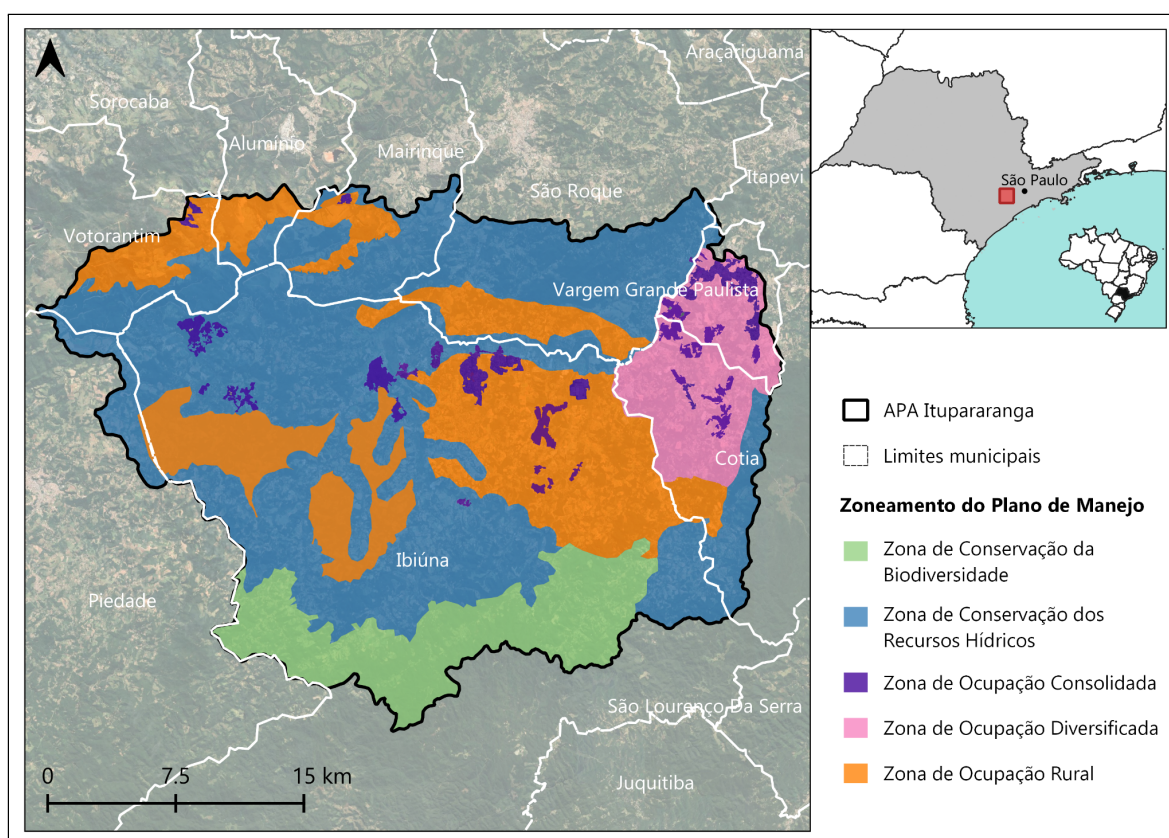 Araçariguama
Sorocaba
Alumínio
Mairinque
Itapevi
São Roque
Votorantim
Vargem Grande Paulista
Cotia
Ibiúna
Piedade
São Lourenço Da Serra
Juquitiba
0 7.5 15 km
São Paulo
APA Itupararanga
Limites municipais
Zoneamento do Plano de Manejo
Zona de Conservação da
Biodiversidade
Zona de Conservação dos
Recursos Hídricos
Zona de Ocupação Consolidada
Zona de Ocupação Diversificada
Zona de Ocupação Rural